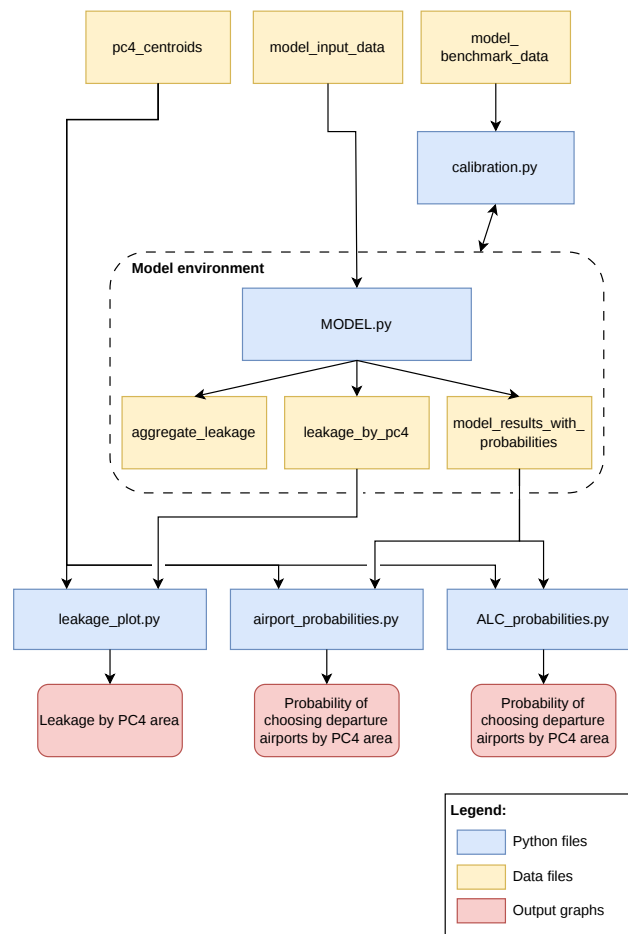 pc4_centroids
model_input_data
model_
benchmark_data
calibration.py
Model environment
MODEL.py
aggregate_leakage
leakage_by_pc4
model_results_with_
probabilities
leakage_plot.py
airport_probabilities.py
ALC_probabilities.py
Leakage by PC4 area
Probability of
choosing departure
airports by PC4 area
Probability of
choosing departure
airports by PC4 area
Legend:
Python files
Data files
Output graphs